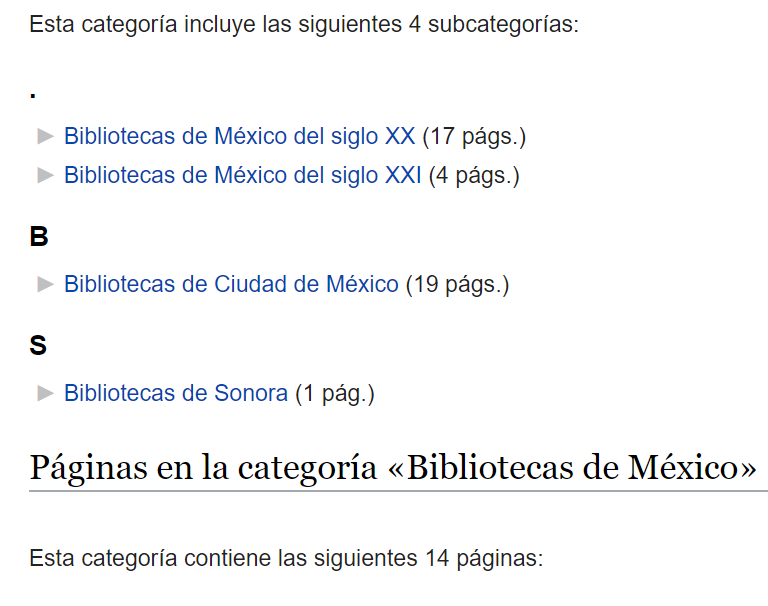 Esta categoría incluye las siguientes 4 subcategorías:
.
► Bibliotecas de México del siglo XX (17 págs.)
► Bibliotecas de México del siglo XXI (4 págs.)
B
► Bibliotecas de Ciudad de México (19 págs.)
S
► Bibliotecas de Sonora (1 pág.)
Páginas en la categoría «Bibliotecas de México»
Esta categoría contiene las siguientes 14 páginas: